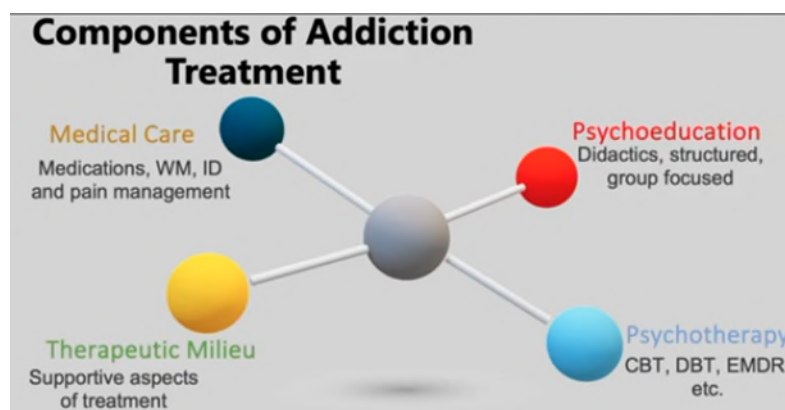 Components of Addiction
Treatment
Medical Care
Medications, WM, ID
and pain management
Psychoeducation
Didactics, structured,
group focused
Therapeutic Milieu
Supportive aspects
of treatment
Psychotherapy
CBT, DBT, EMDR
etc.